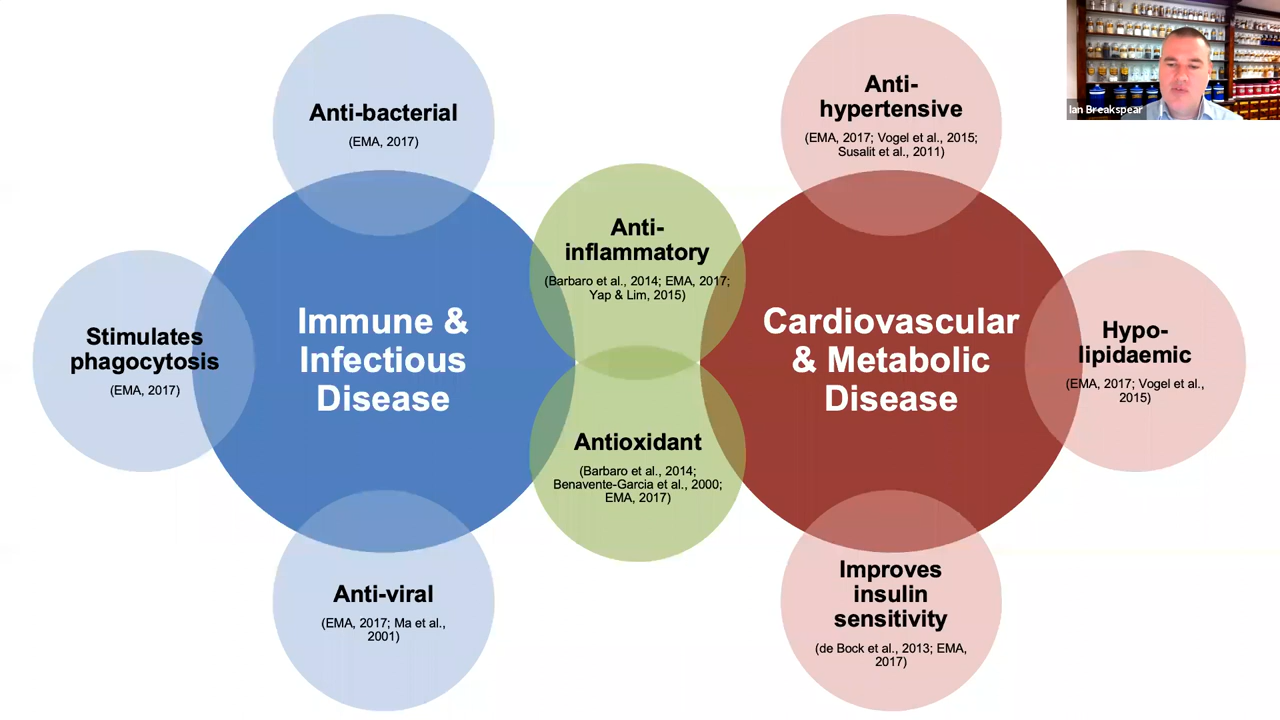 Anti-bacterial
(EMA, 2017)
Stimulates
phagocytosis
(EMA, 2017)
Immune &
Infectious
Disease
Anti-viral
(EMA, 2017; Ma et al.,
2001)
Anti-
inflammatory
(Barbaro et al., 2014; EMA, 2017;
Yap & Lim, 2015)
Antioxidant
(Barbaro et al., 2014;
Benavente-Garcia et al., 2000;
EMA, 2017)
Anti-
hypertensive
(EMA, 2017; Vogel et al., 2015;
Susalit et al., 2011)
Cardiovascular
& Metabolic
Disease
Hypo-
lipidaemic
(EMA, 2017; Vogel et al.,
2015)
Improves
insulin
sensitivity
(de Bock et al., 2013; EMA,
2017)
Ian Breakspear